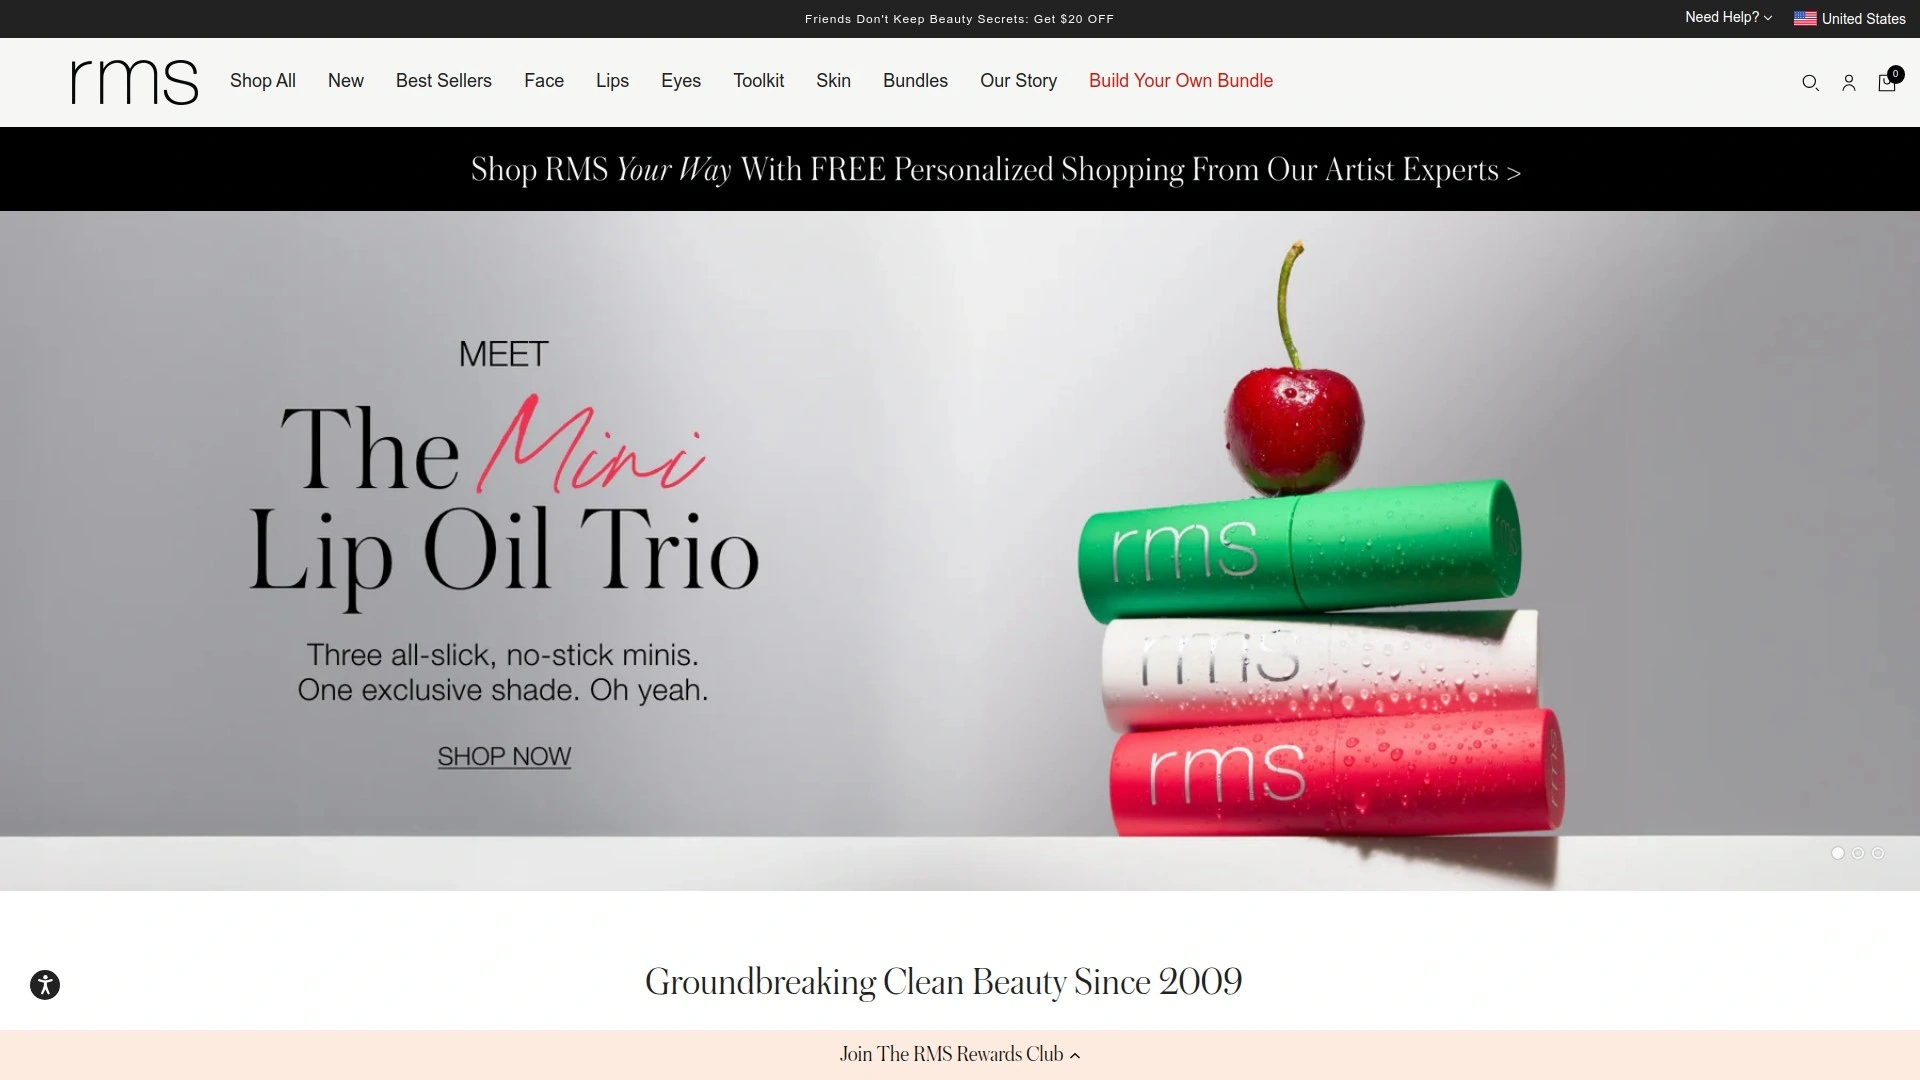 Friends Don't Keep Beauty Secrets: Get $20 OFF
Need Help?
United States
rms
Shop All
New
Best Sellers
Face
Lips
Eyes
Toolkit
Skin
Bundles
Our Story
Build Your Own Bundle
0
Shop RMS Your Way With FREE Personalized Shopping From Our Artist Experts >
MEET
The Mini
Lip Oil Trio
Three all-slick, no-stick minis.
One exclusive shade. Oh yeah.
SHOP NOW
rms
rms
rms
rms
rms
Groundbreaking Clean Beauty Since 2009
Join The RMS Rewards Club